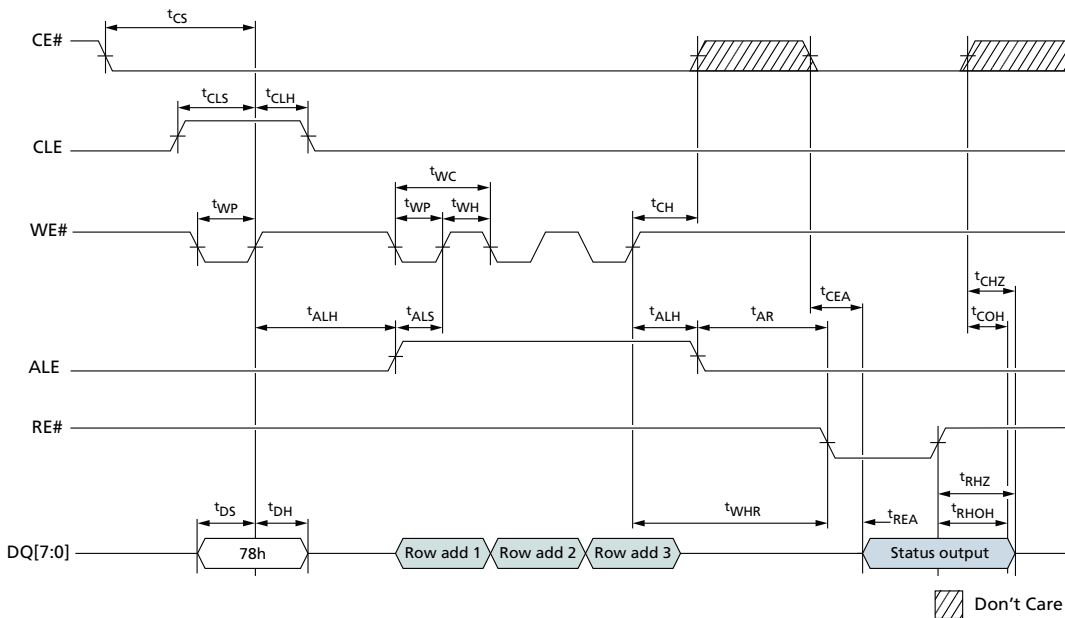 tCS
CE#
tCLS tCLH
CLE
tWC
tWP tWP tWH tCH
WE#
tCEA tCHZ
tALH tALS tALH tAR tCOH
ALE
RE#
tRHZ
tDS tDH tWHR tREA tRHOH
DQ[7:0] 78h Row add 1 Row add 2 Row add 3 Status output
Don't Care